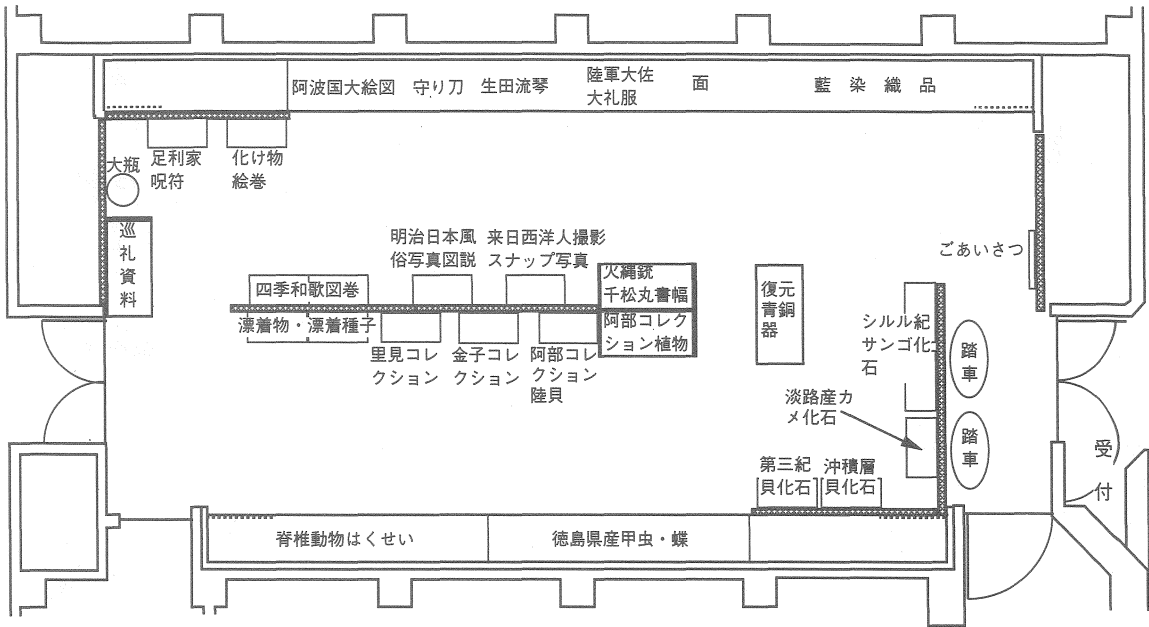 阿波国大絵図
守り刀
生田流琴
陸軍大佐
大礼服
面
藍染織品
大瓶
足利家
呪符
化け物
絵巻
巡礼資料
明治日本風
俗写真図説
来日西洋人撮影
スナップ写真
四季和歌図巻
火縄銃
千松丸書幅
漂着物・漂着種子
阿部コレク
ション植物
里見コレ
クション
金子コレ
クション
阿部コレ
クション
陸貝
復元
青銅
器
ごあいさつ
シルル紀
サンゴ化
石
踏車
淡路産カ
メ化石
踏車
第三紀
貝化石
沖積層
貝化石
受付
脊椎動物はくせい
徳島県産甲虫・蝶